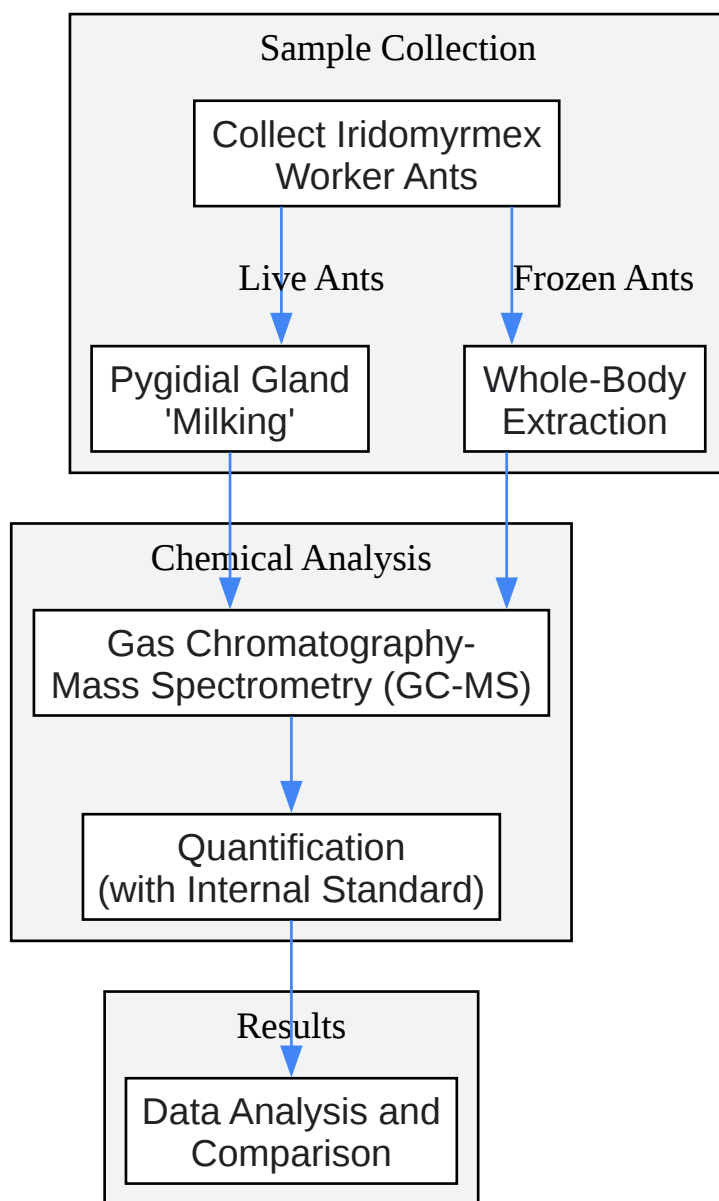 Sample Collection
Collect Iridomyrmex
Worker Ants
Live Ants
Frozen Ants
Pygidial Gland
'Milking'
Whole-Body
Extraction
Chemical Analysis
Gas Chromatography-
Mass Spectrometry (GC-MS)
Quantification
(with Internal Standard)
Results
Data Analysis and
Comparison